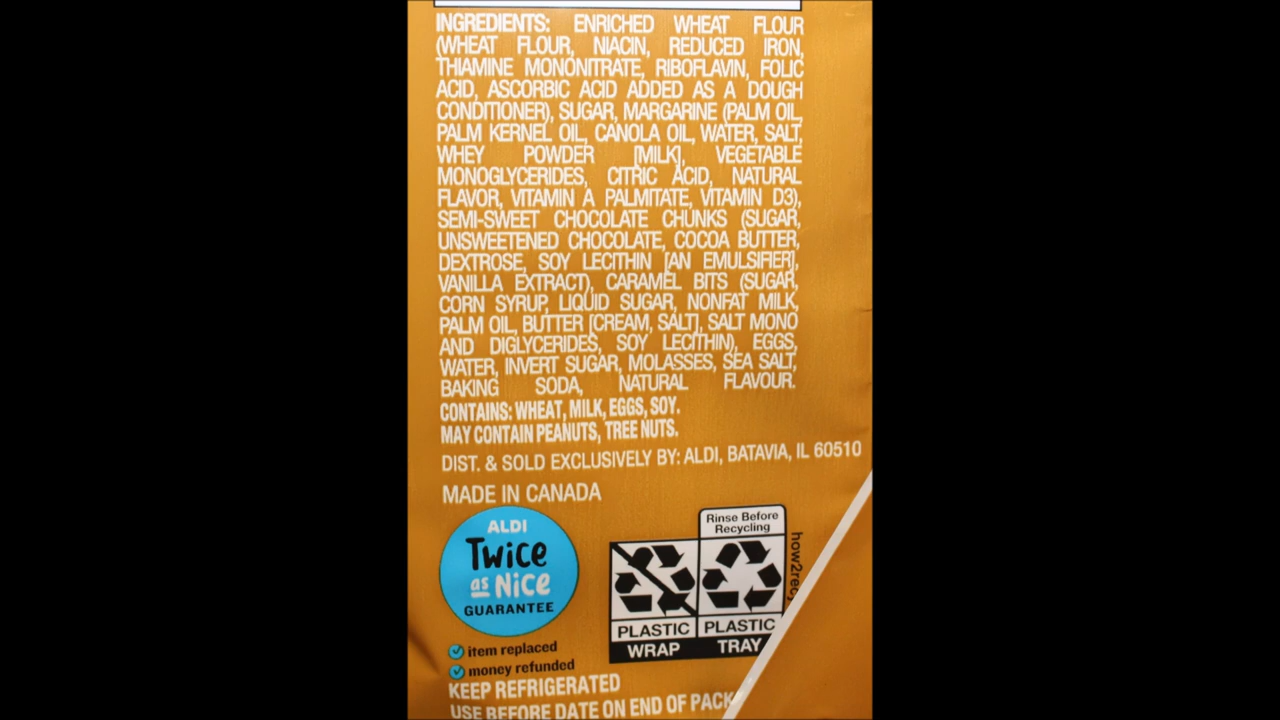 INGREDIENTS: ENRICHED WHEAT FLOUR
(WHEAT FLOUR, NIACIN, REDUCED IRON,
THIAMINE MONONITRATE, RIBOFLAVIN, FOLIC
ACID, ASCORBIC ACID ADDED AS A DOUGH
CONDITIONER), SUGAR, MARGARINE (PALM OIL,
PALM KERNEL OIL, CANOLA OIL, WATER, SALT,
WHEY POWDER [MILK], VEGETABLE
MONOGLYCERIDES, CITRIC ACID, NATURAL
FLAVOR, VITAMIN A PALMITATE, VITAMIN D3),
SEMI-SWEET CHOCOLATE CHUNKS (SUGAR,
UNSWEETENED CHOCOLATE, COCOA BUTTER,
DEXTROSE, SOY LECITHIN [AN EMULSIFIER],
VANILLA EXTRACT), CARAMEL BITS (SUGAR,
CORN SYRUP, LIQUID SUGAR, NONFAT MILK,
PALM OIL, BUTTER [CREAM, SALT], SALT MONO
AND DIGLYCERIDES, SOY LECITHIN), EGGS,
WATER, INVERT SUGAR, MOLASSES, SEA SALT,
BAKING SODA, NATURAL FLAVOUR.
CONTAINS: WHEAT, MILK, EGGS, SOY.
MAY CONTAIN PEANUTS, TREE NUTS.
DIST. & SOLD EXCLUSIVELY BY: ALDI, BATAVIA, IL 60510
MADE IN CANADA
ALDI
Twice
as Nice
GUARANTEE
item replaced
money refunded
Rinse Before
Recycling
PLASTIC
WRAP
PLASTIC
TRAY
KEEP REFRIGERATED
USE BEFORE DATE ON END OF PACK